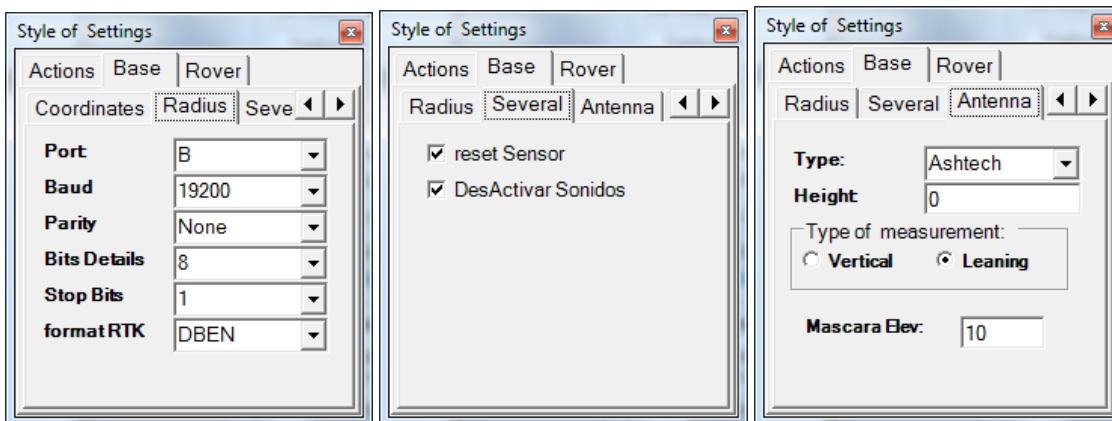 Style of Settings
Actions Base Rover
Coordinates Radius Seve
Port: B
Baud 19200
Parity None
Bits Details 8
Stop Bits 1
format RTK DBEN
Style of Settings
Actions Base Rover
Radius Several Antenna
reset Sensor
DesActivar Sonidos
Style of Settings
Actions Base Rover
Radius Several Antenna
Type: Ashtech
Height: 0
Type of measurement:
Vertical Leaning
Mascara Elev: 10